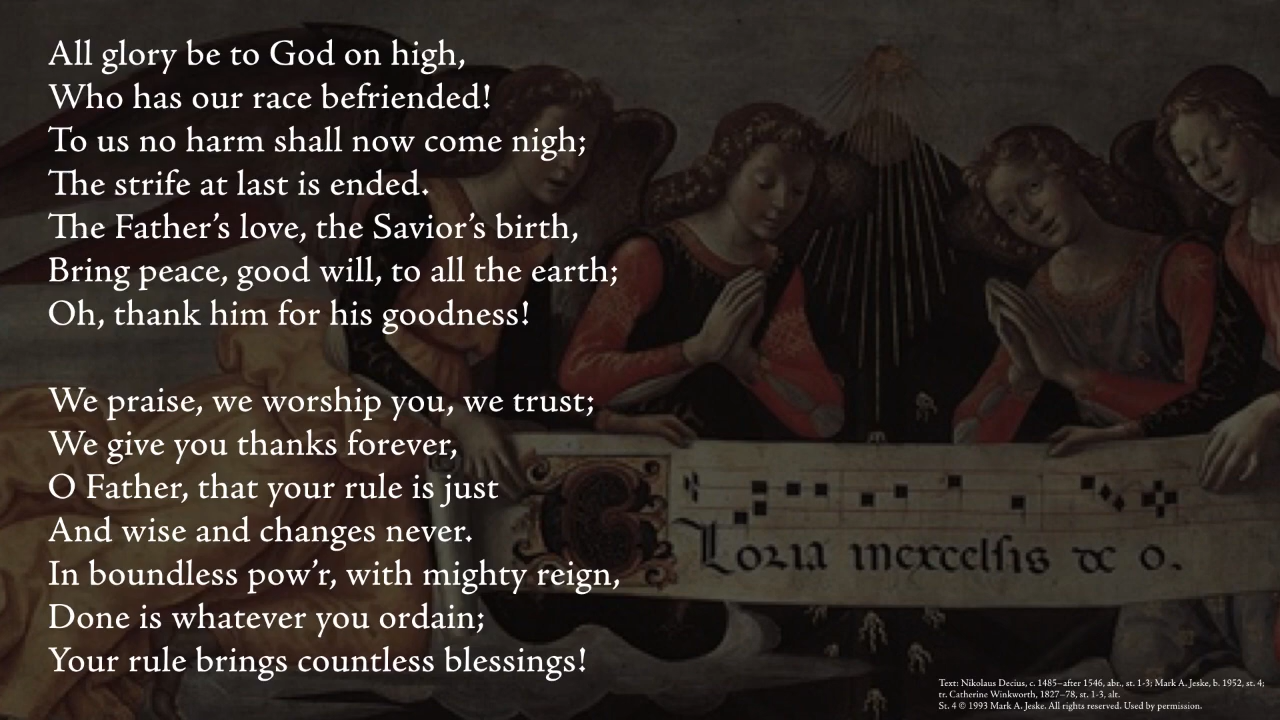 All glory be to God on high,
Who has our race befriended!
To us no harm shall now come nigh;
The strife at last is ended.
The Father’s love, the Savior’s birth,
Bring peace, good will, to all the earth;
Oh, thank him for his goodness!
We praise, we worship you, we trust;
We give you thanks forever,
O Father, that your rule is just
And wise and changes never.
In boundless pow’r, with mighty reign,
Done is whatever you ordain;
Your rule brings countless blessings!
GLoria inexcelsis
Text: Nikolaus Decius, c. 1485–after 1546, abr., st. 1-3; Mark A. Jeske, b. 1952, st. 4;
tr. Catherine Winkworth, 1827–78, st. 1-3, alt.
St. 4 © 1993 Mark A. Jeske. All rights reserved. Used by permission.